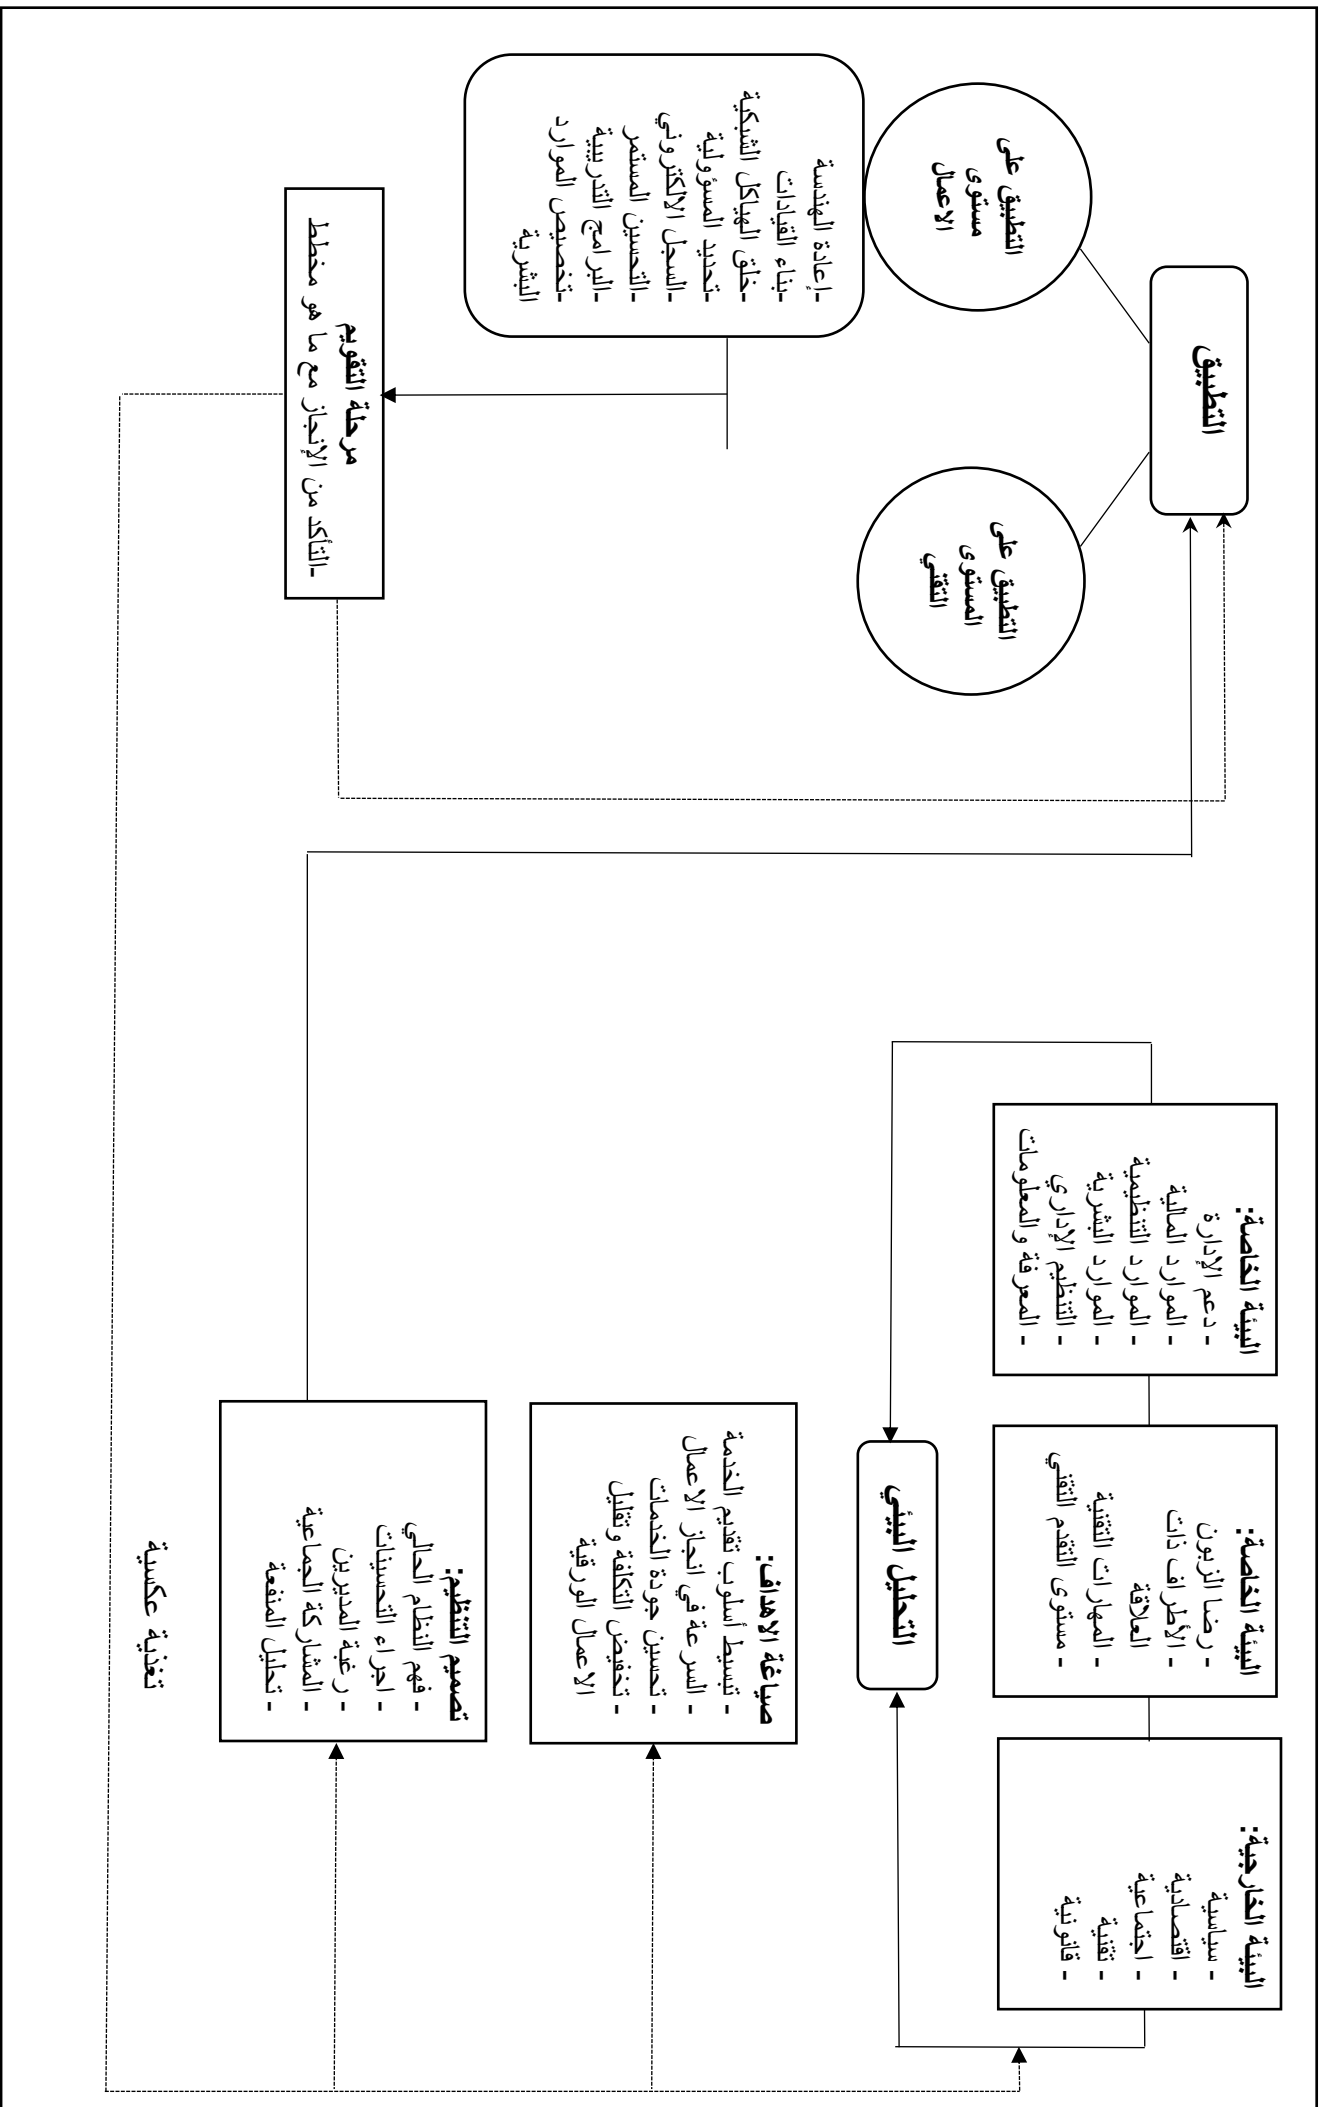 البيئة الخارجية:
- سياسية
- اقتصادية
- اجتماعية
- تقنية
- قانونية
البيئة الخاصة:
- رضا الزبون
- الأطراف ذات
العلاقة
- المهارات التقنية
- مستوى التقدم التقني
البيئة الخاصة:
- دعم الإدارة
- الموارد المالية
- الموارد التنظيمية
- الموارد البشرية
- التنظيم الإداري
- المعرفة والمعلومات
التحليل البيئي
صياغة الاهداف:
- تبسيط أسلوب تقديم الخدمة
- السرعة في انجاز الاعمال
- تحسين جودة الخدمات
- تخفيض التكلفة وتقليل
الاعمال الورقية
تصميم التنظيم:
- فهم النظام الحالي
- اجراء التحسينات
- رغبة المديرين
- المشاركة الجماعية
- تحليل المنفعة
تغذية عكسية
التطبيق
التطبيق على
المستوى
التقني
التطبيق على
مستوى
الاعمال
-إعادة الهندسة
-بناء القيادات
-خلق الهياكل الشبكية
-تحديد المسؤولية
-السجل الالكتروني
-التحسين المستمر
-البرامج التدريبية
-تخصيص الموارد
البشرية
مرحلة التقويم
-التأكد من الإنجاز مع ما هو مخطط